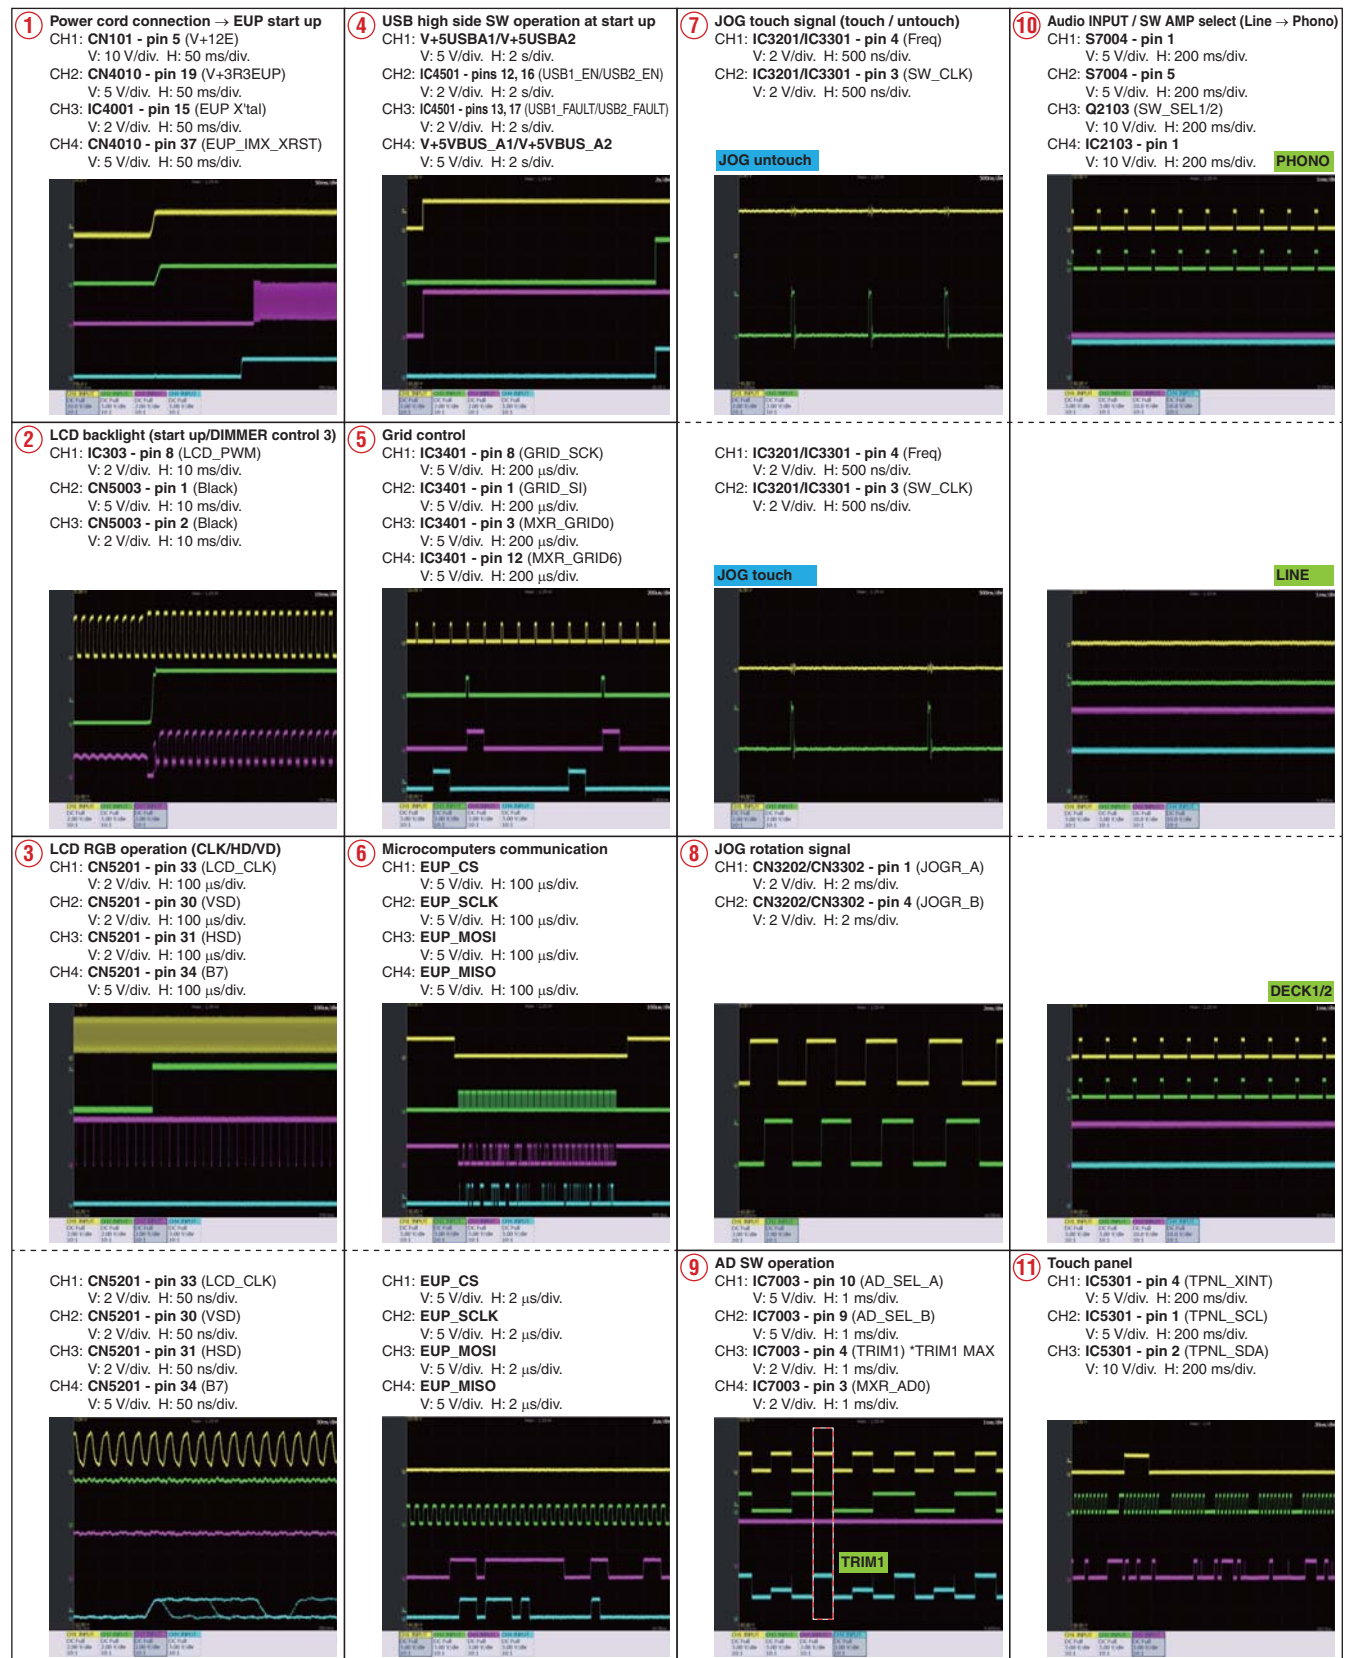 1 Power cord connection → EUP start up
CH1: CN101 - pin 5 (V+12E)
V: 10 V/div. H: 50 ms/div.
CH2: CN4010 - pin 19 (V+3R3EUP)
V: 5 V/div. H: 50 ms/div.
CH3: IC4001 - pin 15 (EUP X'tal)
V: 2 V/div. H: 50 ms/div.
CH4: CN4010 - pin 37 (EUP_IMX_XRST)
V: 5 V/div. H: 50 ms/div.
2 LCD backlight (start up/DIMMER control 3)
CH1: IC303 - pin 8 (LCD_PWM)
V: 2 V/div. H: 10 ms/div.
CH2: CN5003 - pin 1 (Black)
V: 5 V/div. H: 10 ms/div.
CH3: CN5003 - pin 2 (Black)
V: 2 V/div. H: 10 ms/div.
3 LCD RGB operation (CLK/HD/VD)
CH1: CN5201 - pin 33 (LCD_CLK)
V: 2 V/div. H: 100 μs/div.
CH2: CN5201 - pin 30 (VSD)
V: 2 V/div. H: 100 μs/div.
CH3: CN5201 - pin 31 (HSD)
V: 2 V/div. H: 100 μs/div.
CH4: CN5201 - pin 34 (B7)
V: 5 V/div. H: 100 μs/div.
CH1: CN5201 - pin 33 (LCD_CLK)
V: 2 V/div. H: 50 ns/div.
CH2: CN5201 - pin 30 (VSD)
V: 2 V/div. H: 50 ns/div.
CH3: CN5201 - pin 31 (HSD)
V: 2 V/div. H: 50 ns/div.
CH4: CN5201 - pin 34 (B7)
V: 5 V/div. H: 50 ns/div.
4 USB high side SW operation at start up
CH1: V+5USBA1/V+5USBA2
V: 5 V/div. H: 2 s/div.
CH2: IC4501 - pins 12, 16 (USB1_EN/USB2_EN)
V: 2 V/div. H: 2 s/div.
CH3: IC4501 - pins 13, 17 (USB1_FAULT/USB2_FAULT)
V: 2 V/div. H: 2 s/div.
CH4: V+5VBUS_A1/V+5VBUS_A2
V: 5 V/div. H: 2 s/div.
5 Grid control
CH1: IC3401 - pin 8 (GRID_SCK)
V: 5 V/div. H: 200 μs/div.
CH2: IC3401 - pin 1 (GRID_SI)
V: 5 V/div. H: 200 μs/div.
CH3: IC3401 - pin 3 (MXR_GRID0)
V: 5 V/div. H: 200 μs/div.
CH4: IC3401 - pin 12 (MXR_GRID6)
V: 5 V/div. H: 200 μs/div.
6 Microcomputers communication
CH1: EUP_CS
V: 5 V/div. H: 100 μs/div.
CH2: EUP_SCLK
V: 5 V/div. H: 100 μs/div.
CH3: EUP_MOSI
V: 5 V/div. H: 100 μs/div.
CH4: EUP_MISO
V: 5 V/div. H: 100 μs/div.
CH1: EUP_CS
V: 5 V/div. H: 2 μs/div.
CH2: EUP_SCLK
V: 5 V/div. H: 2 μs/div.
CH3: EUP_MOSI
V: 5 V/div. H: 2 μs/div.
CH4: EUP_MISO
V: 5 V/div. H: 2 μs/div.
7 JOG touch signal (touch / untouch)
CH1: IC3201/IC3301 - pin 4 (Freq)
V: 2 V/div. H: 500 ns/div.
CH2: IC3201/IC3301 - pin 3 (SW_CLK)
V: 2 V/div. H: 500 ns/div.
JOG untouch
CH1: IC3201/IC3301 - pin 4 (Freq)
V: 2 V/div. H: 500 ns/div.
CH2: IC3201/IC3301 - pin 3 (SW_CLK)
V: 2 V/div. H: 500 ns/div.
JOG touch
8 JOG rotation signal
CH1: CN3202/CN3302 - pin 1 (JOGR_A)
V: 2 V/div. H: 2 ms/div.
CH2: CN3202/CN3302 - pin 4 (JOGR_B)
V: 2 V/div. H: 2 ms/div.
9 AD SW operation
CH1: IC7003 - pin 10 (AD_SEL_A)
V: 5 V/div. H: 1 ms/div.
CH2: IC7003 - pin 9 (AD_SEL_B)
V: 5 V/div. H: 1 ms/div.
CH3: IC7003 - pin 4 (TRIM1) *TRIM1 MAX
V: 2 V/div. H: 1 ms/div.
CH4: IC7003 - pin 3 (MXR_AD0)
V: 2 V/div. H: 1 ms/div.
TRIM1
10 Audio INPUT / SW AMP select (Line → Phono)
CH1: S7004 - pin 1
V: 5 V/div. H: 200 ms/div.
CH2: S7004 - pin 5
V: 5 V/div. H: 200 ms/div.
CH3: Q2103 (SW_SEL1/2)
V: 10 V/div. H: 200 ms/div.
CH4: IC2103 - pin 1
V: 10 V/div. H: 200 ms/div.
PHONO
LINE
DECK1/2
11 Touch panel
CH1: IC5301 - pin 4 (TPNL_XINT)
V: 5 V/div. H: 200 ms/div.
CH2: IC5301 - pin 1 (TPNL_SCL)
V: 5 V/div. H: 200 ms/div.
CH3: IC5301 - pin 2 (TPNL_SDA)
V: 10 V/div. H: 200 ms/div.